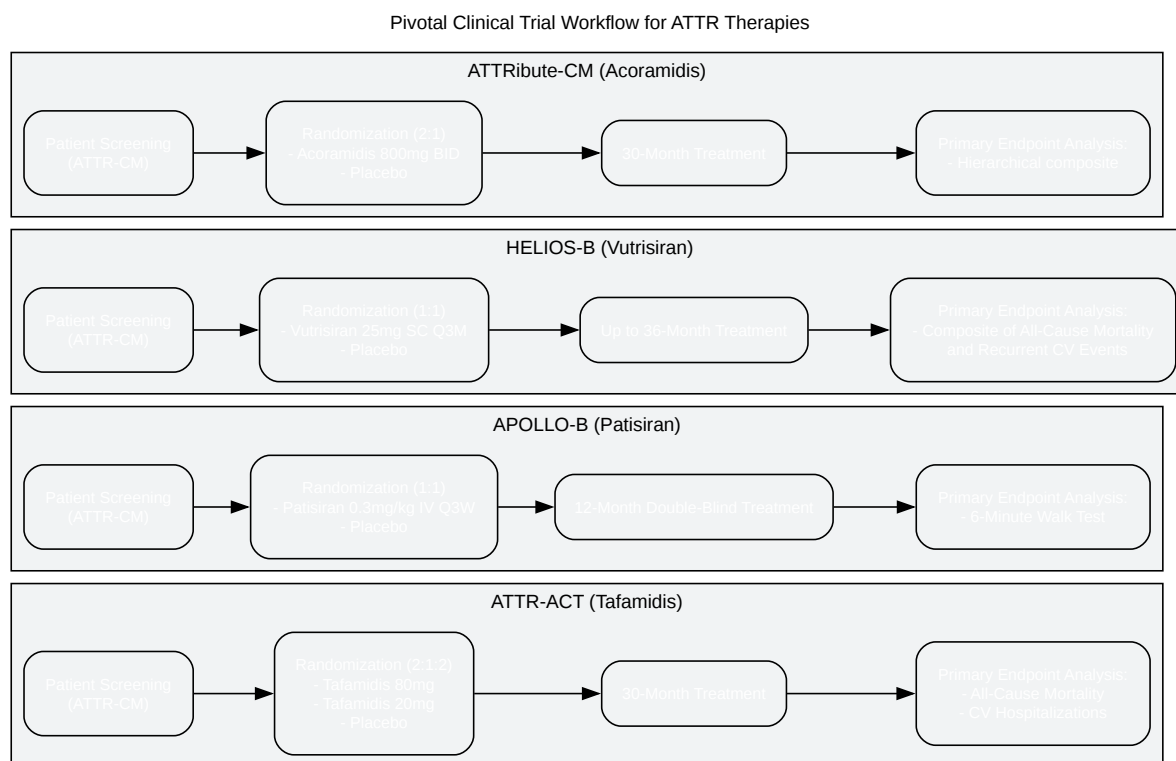 Pivotal Clinical Trial Workflow for ATTR Therapies
ATTRibute-CM (Acoramidis)
Patient Screening
(ATTR-CM)
Randomization (2:1)
- Acoramidis 800mg BID
- Placebo
30-Month Treatment
Primary Endpoint Analysis:
- Hierarchical composite
HELIOS-B (Vutrisiran)
Patient Screening
(ATTR-CM)
Randomization (1:1)
- Vutrisiran 25mg SC Q3M
- Placebo
Up to 36-Month Treatment
Primary Endpoint Analysis:
- Composite of All-Cause Mortality
and Recurrent CV Events
APOLLO-B (Patisiran)
Patient Screening
(ATTR-CM)
Randomization (1:1)
- Patisiran 0.3mg/kg IV Q3W
- Placebo
12-Month Double-Blind Treatment
Primary Endpoint Analysis:
- 6-Minute Walk Test
ATTR-ACT (Tafamidis)
Patient Screening
(ATTR-CM)
Randomization (2:1:2)
- Tafamidis 80mg
- Tafamidis 20mg
- Placebo
30-Month Treatment
Primary Endpoint Analysis:
- All-Cause Mortality
- CV Hospitalizations